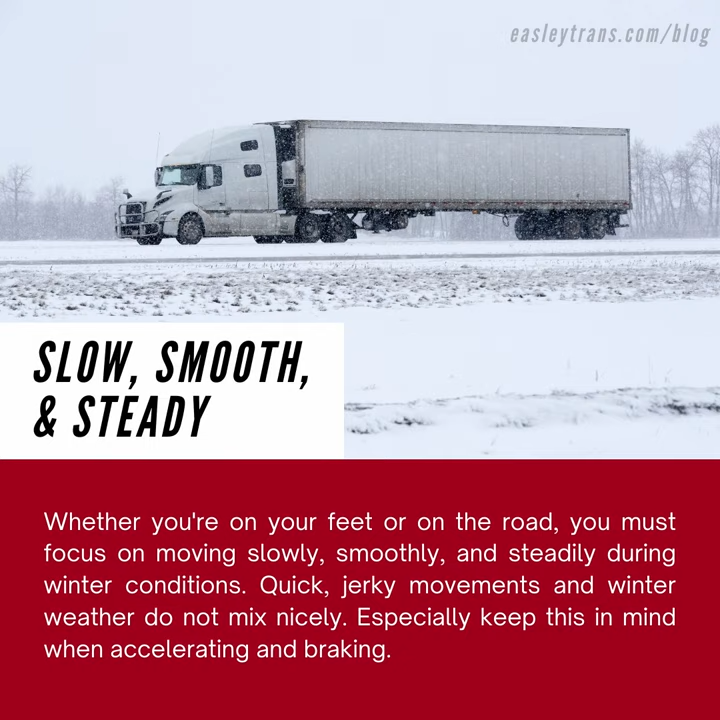 easleytrans.com/blog
SLOW, SMOOTH,
& STEADY
Whether you're on your feet or on the road, you must
focus on moving slowly, smoothly, and steadily during
winter conditions. Quick, jerky movements and winter
weather do not mix nicely. Especially keep this in mind
when accelerating and braking.